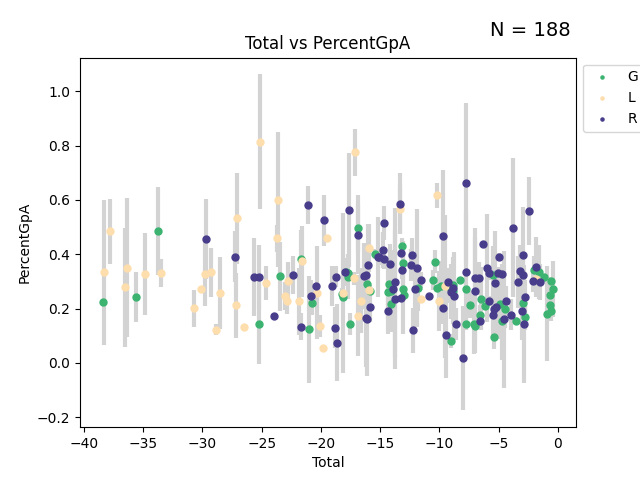 N = 188
Total vs PercentGpA
G
L
R
1.0
0.8
0.6
0.4
0.2
0.0
−0.2
PercentGpA
−40 −35 −30 −25 −20 −15 −10 −5 0
Total